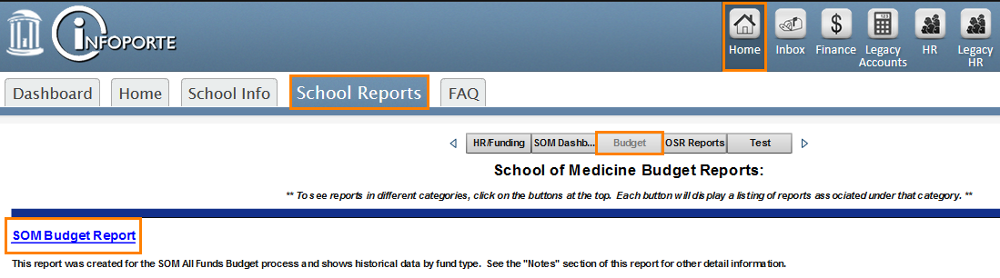 iNFOPORTE
Home Inbox Finance Legacy Accounts HR Legacy HR
Dashboard Home School Info School Reports FAQ
HR/Funding SOM Dashb... Budget OSR Reports Test
School of Medicine Budget Reports:
** To see reports in different categories, click on the buttons at the top. Each button will display a listing of reports associated under that category. **
SOM Budget Report
This report was created for the SOM All Funds Budget process and shows historical data by fund type. See the "Notes" section of this report for other detail information.